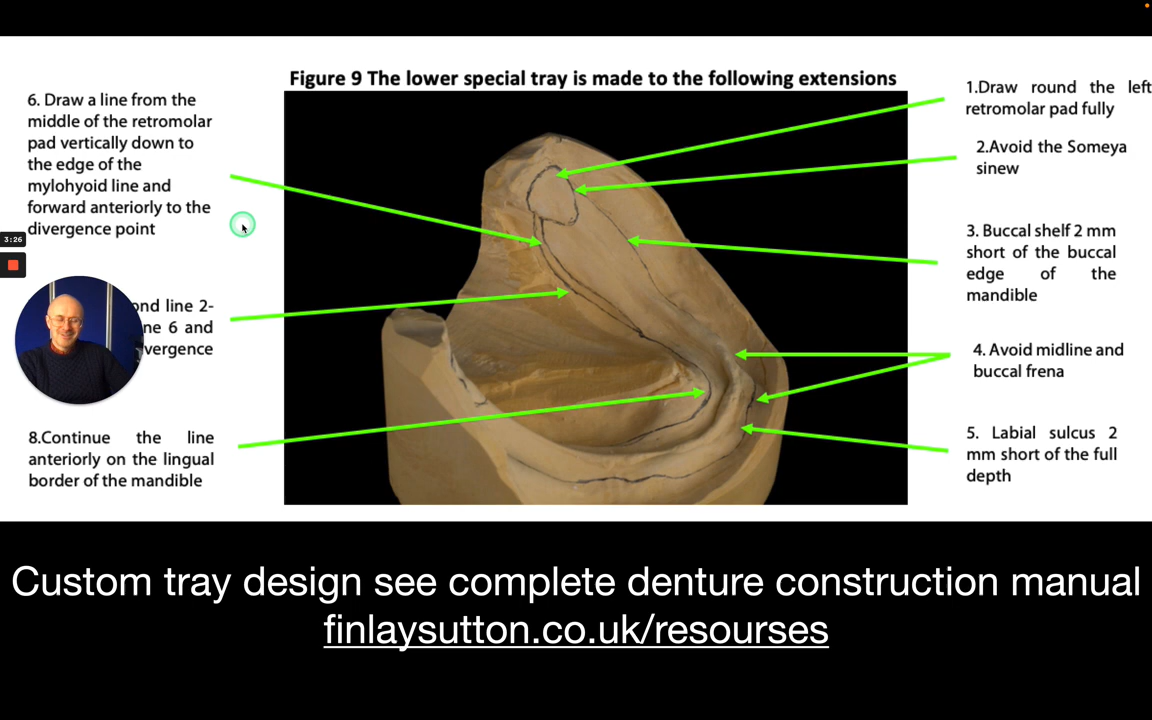 Figure 9 The lower special tray is made to the following extensions
6. Draw a line from the
middle of the retromolar
pad vertically down to
the edge of the
mylohyoid line and
forward anteriorly to the
divergence point
3:26
line 2-
6 and
8.Continue the line
anteriorly on the lingual
border of the mandible
1.Draw round the left
retromolar pad fully
2.Avoid the Someya
sinew
3. Buccal shelf 2 mm
short of the buccal
edge of the
mandible
4. Avoid midline and
buccal frena
5. Labial sulcus 2
mm short of the full
depth
Custom tray design see complete denture construction manual
finlaysutton.co.uk/resourses